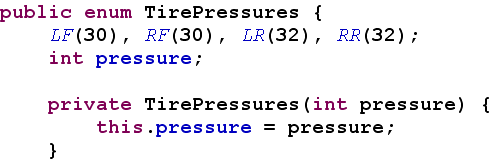 public enum TirePressures {
LF(30), RF(30), LR(32), RR(32);
int pressure;
private TirePressures(int pressure) {
this.pressure = pressure;
}